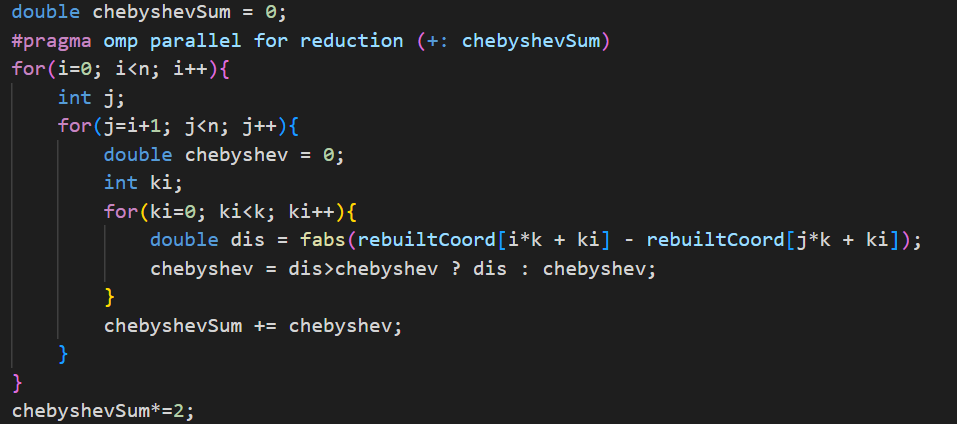 double chebyshevSum = 0;
#pragma omp parallel for reduction (+: chebyshevSum)
for(i=0; i<n; i++){
    int j;
    for(j=i+1; j<n; j++){
        double chebyshev = 0;
        int ki;
        for(ki=0; ki<k; ki++){
            double dis = fabs(rebuiltCoord[i*k + ki] - rebuiltCoord[j*k + ki]);
            chebyshev = dis>chebyshev ? dis : chebyshev;
        }
        chebyshevSum += chebyshev;
    }
}
chebyshevSum*=2;